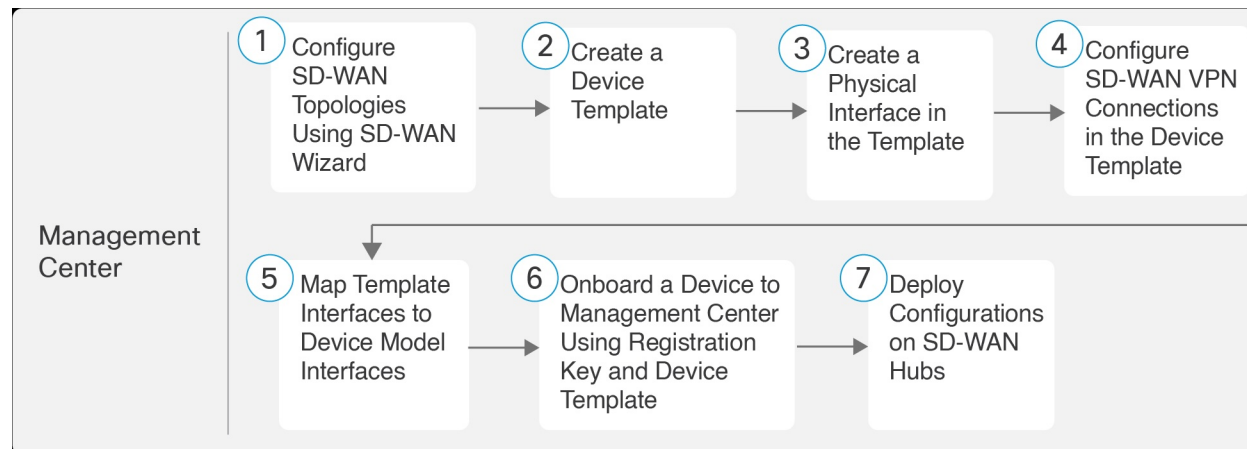 Management
Center
1
Configure
SD-WAN
Topologies
Using SD-WAN
Wizard
2
Create a
Device
Template
3
Create a
Physical
Interface in
the Template
4
Configure
SD-WAN VPN
Connections
in the Device
Template
5
Map Template
Interfaces to
Device Model
Interfaces
6
Onboard a Device to
Management Center
Using Registration
Key and Device
Template
7
Deploy
Configurations
on SD-WAN
Hubs